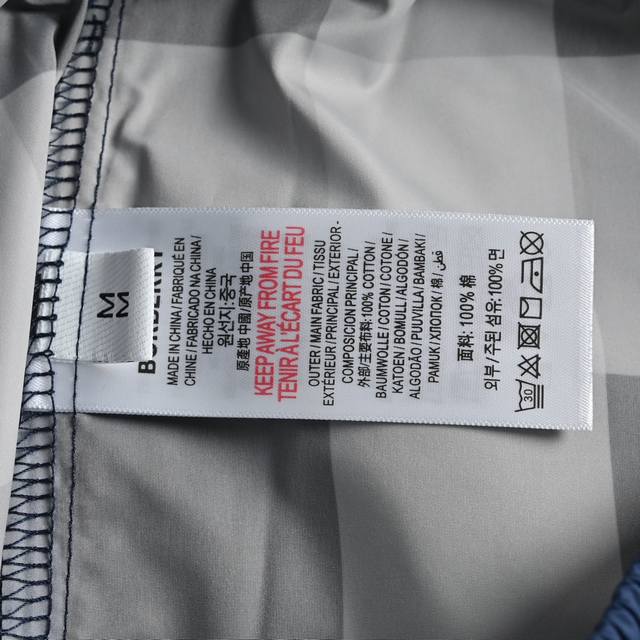 M
M
BURBERRY
MADE IN CHINA/FABRIQUÉ EN
CHINE/FABRICADO NA CHINA/
HECHO EN CHINA
원산지:중국
原產地 中國/原产地 中国
KEEP AWAY FROM FIRE
TENIR À L'ÉCART DU FEU
OUTER/MAIN FABRIC/TISSU
EXTÉRIEUR/PRINCIPAL/EXTERIOR-
COMPOSICION PRINCIPAL/
外部/主要布料:100% COTTON/
BAUMWOLLE/COTON/COTONE/
KATOEN/BOMULL/ALGODÓN/
ALGODÃO/PUUVILLA/BAMBAKI/
PAMUK/ХЛОПОК/棉/قطن
面料: 100% 棉
외부/주된 섬유:100% 면
30